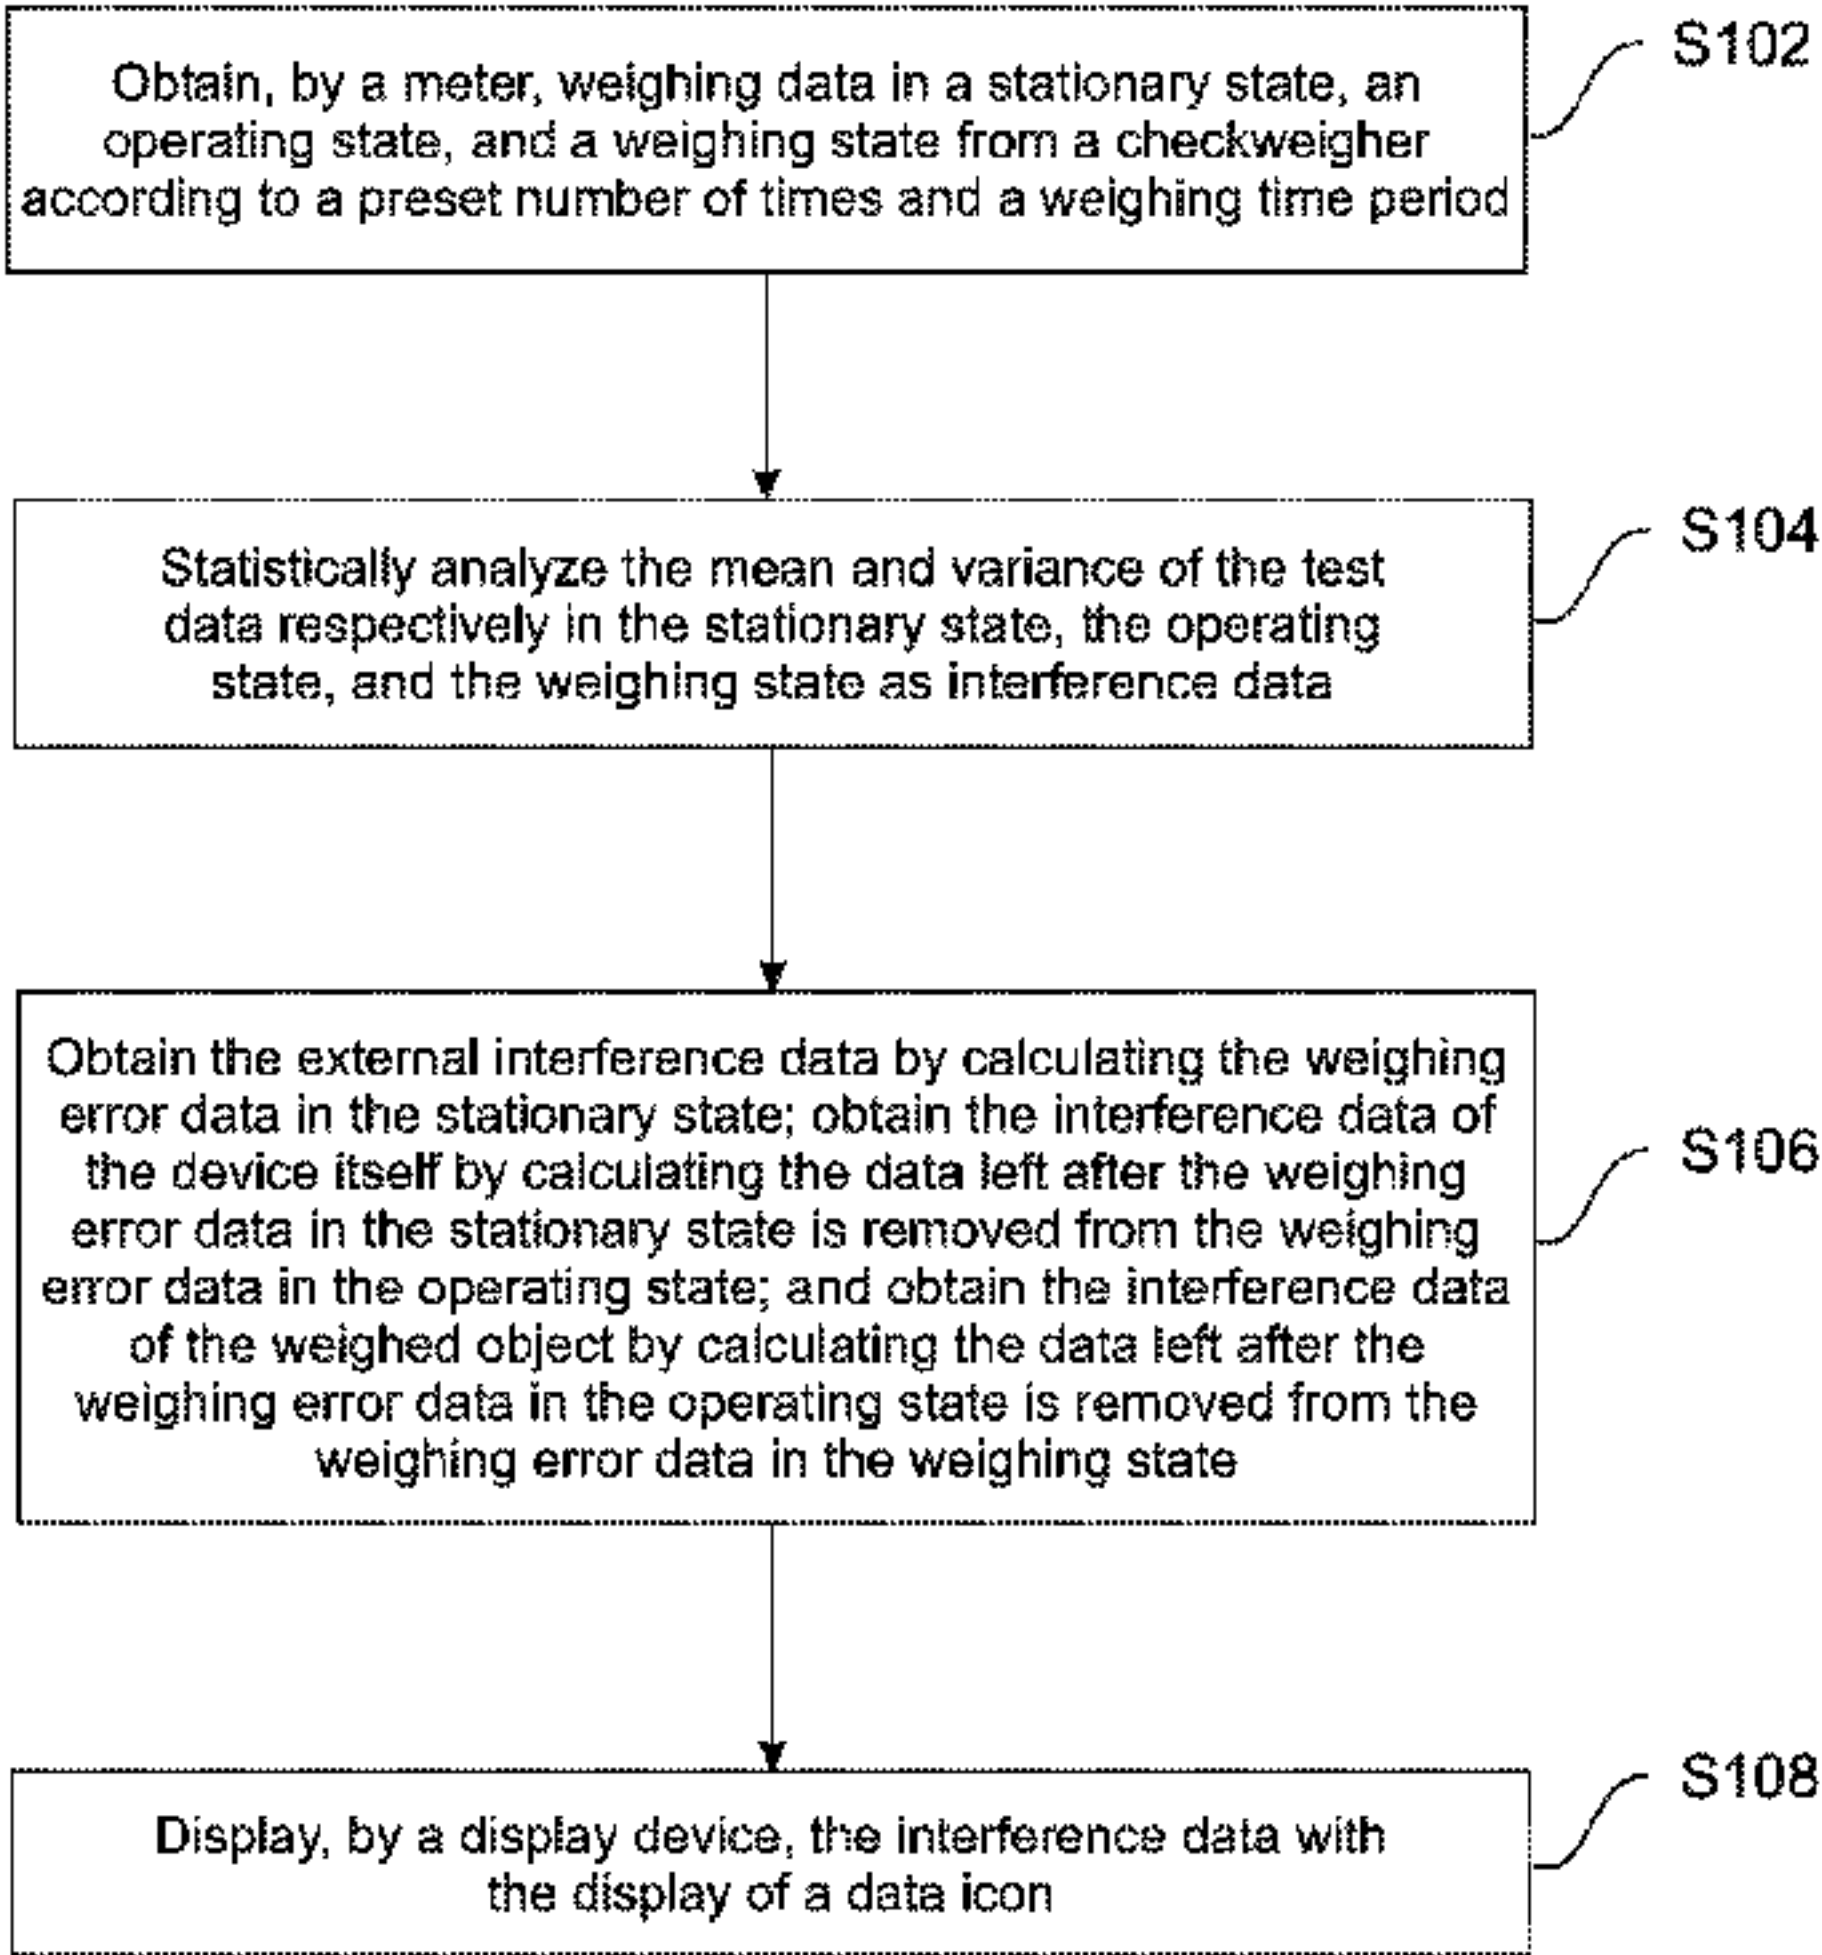 Obtain, by a meter, weighing data in a stationary state, an
operating state, and a weighing state from a checkweigher
according to a preset number of times and a weighing time period
S102
Statistically analyze the mean and variance of the test
data respectively in the stationary state, the operating
state, and the weighing state as interference data
S104
Obtain the external interference data by calculating the weighing
error data in the stationary state; obtain the interference data of
the device itself by calculating the data left after the weighing
error data in the stationary state is removed from the weighing
error data in the operating state; and obtain the interference data
of the weighed object by calculating the data left after the
weighing error data in the operating state is removed from the
weighing error data in the weighing state
S106
Display, by a display device, the interference data with
the display of a data icon
S108